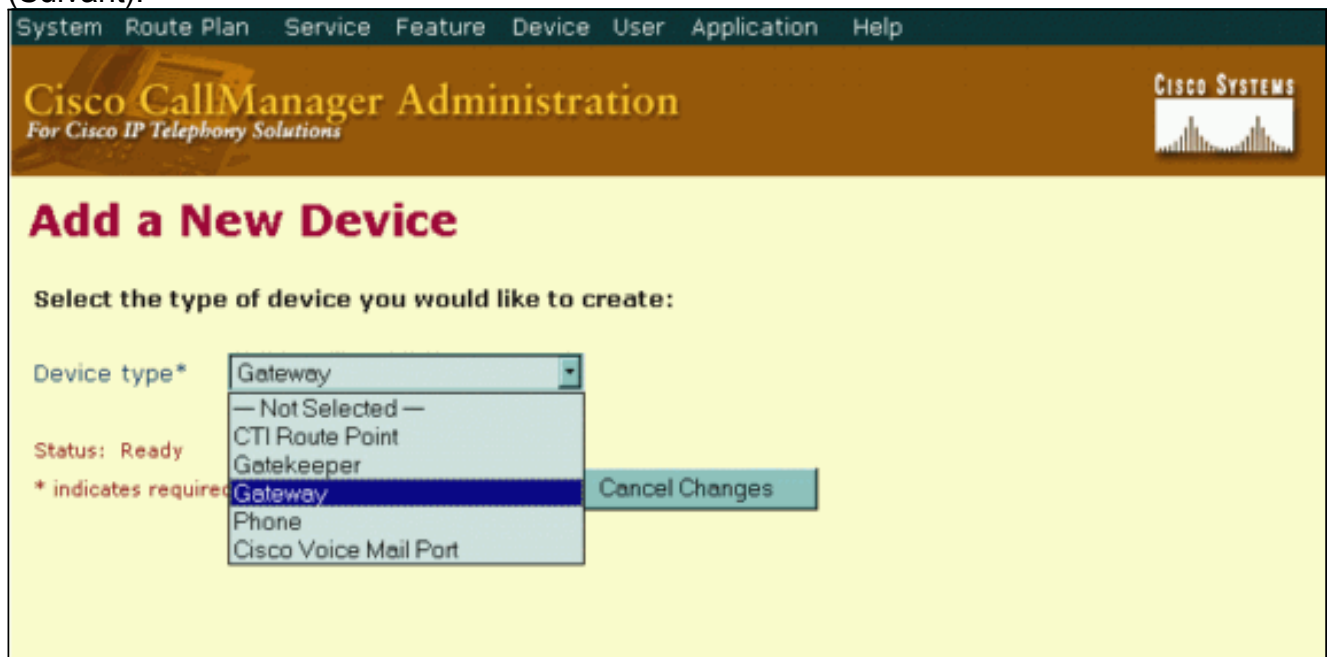 (Suivant).
System Route Plan Service Feature Device User Application Help
Cisco CallManager Administration
For Cisco IP Telephony Solutions
CISCO SYSTEMS
Add a New Device
Select the type of device you would like to create:
Device type* Gateway
— Not Selected —
CTI Route Point
Status: Ready
Gatekeeper
* indicates required
Gateway
Cancel Changes
Phone
Cisco Voice Mail Port